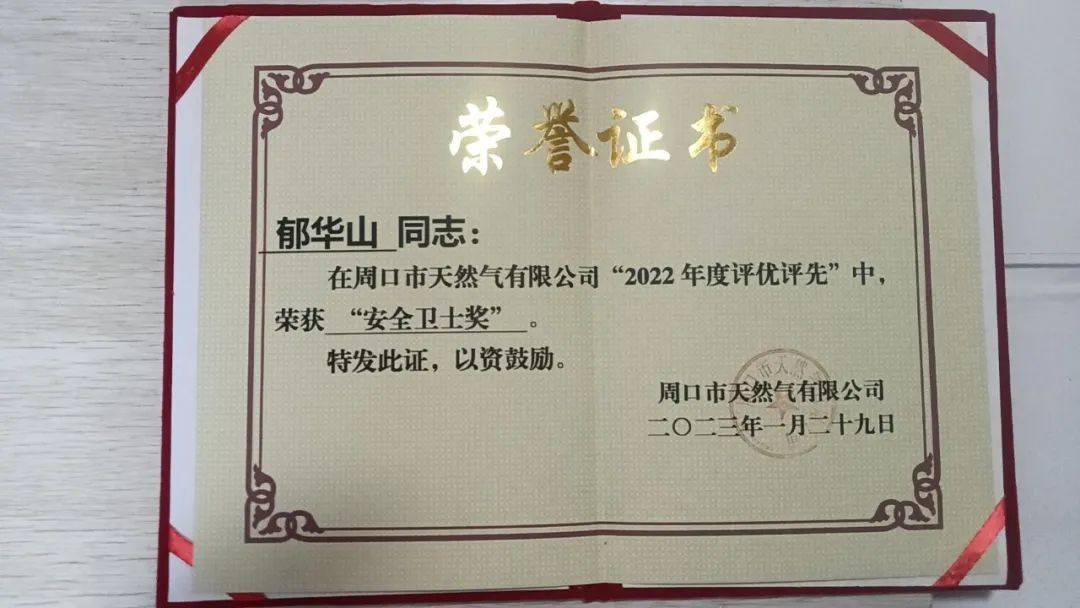 荣誉证书
郁华山 同志：
在周口市天然气有限公司“2022年度评优评先”中，
荣获 “安全卫士奖” 。
特发此证，以资鼓励。
周口市天然气有限公司
二〇二三年一月二十九日